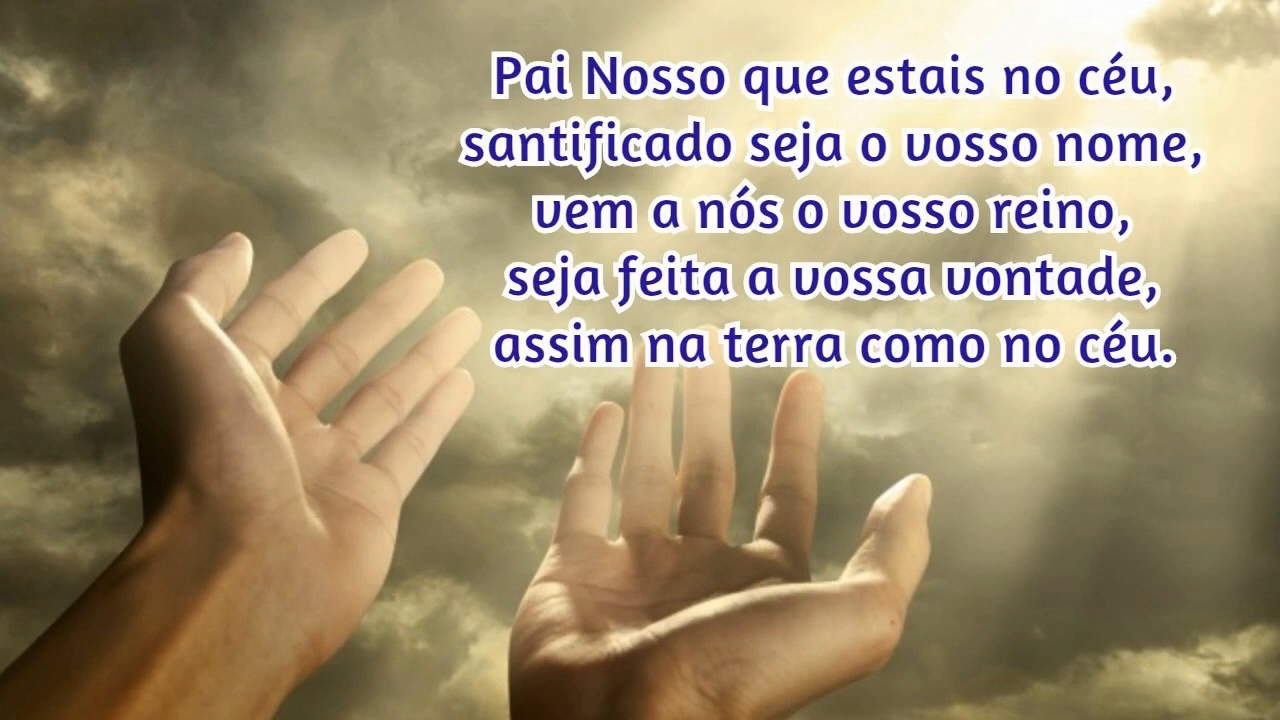 Pai Nosso que estais no céu,
santificado seja o vosso nome,
vem a nós o vosso reino,
seja feita a vossa vontade,
assim na terra como no céu.